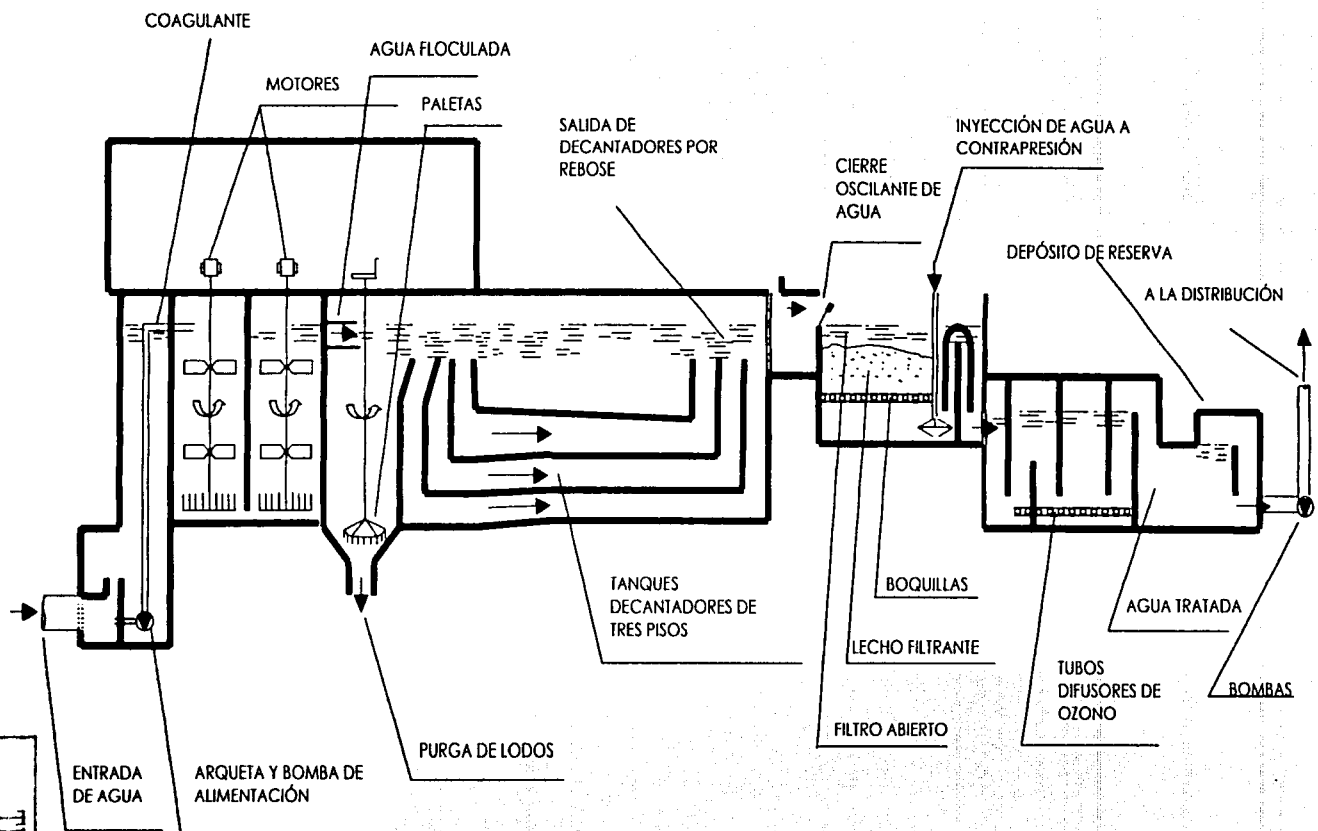 COAGULANTE
AGUA FLOCULADA
MOTORES
PALETAS
SALIDA DE
DECANTADORES POR
REBOSE
INYECCIÓN DE AGUA A
CONTRAPRESIÓN
CIERRE
OSCILANTE DE
AGUA
DEPÓSITO DE RESERVA
A LA DISTRIBUCIÓN
TANQUES
DECANTADORES DE
TRES PISOS
BOQUILLAS
AGUA TRATADA
LECHO FILTRANTE
TUBOS
DIFUSORES DE
OZONO
BOMBAS
FILTRO ABIERTO
PURGA DE LODOS
ENTRADA
DE AGUA
ARQUETA Y BOMBA DE
ALIMENTACIÓN